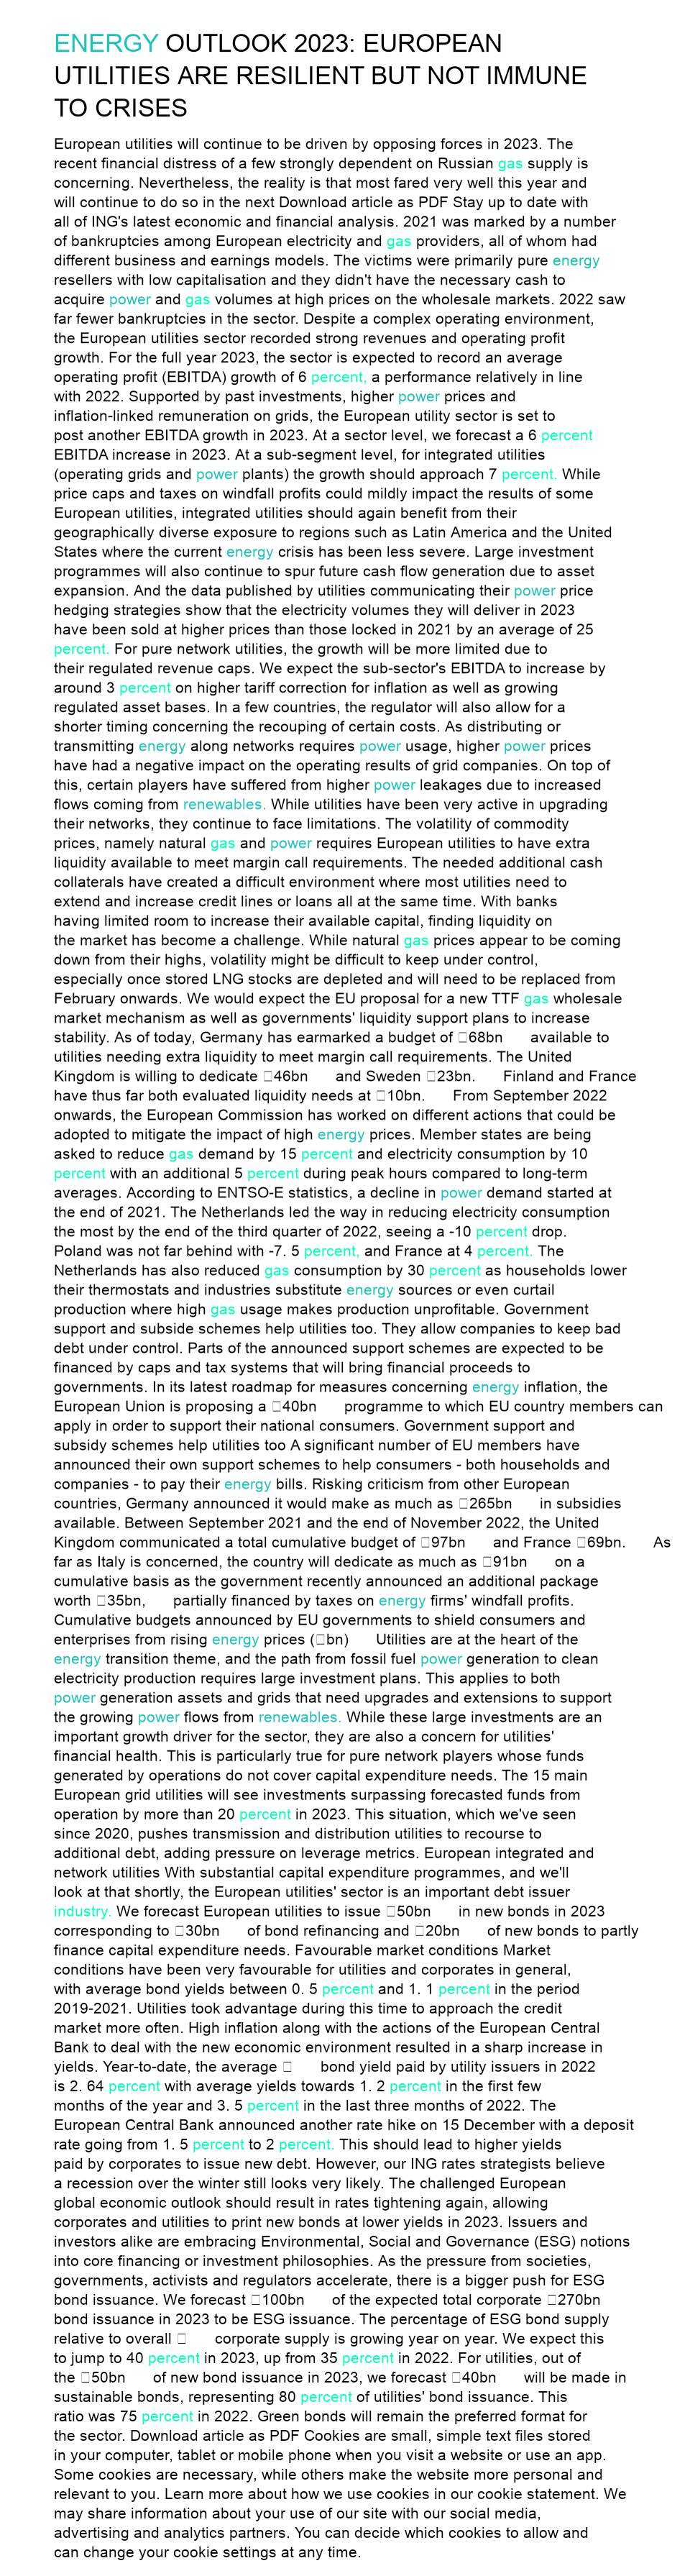 ENERGY OUTLOOK 2023: EUROPEAN
UTILITIES ARE RESILIENT BUT NOT IMMUNE
TO CRISES
European utilities will continue to be driven by opposing forces in 2023. The
recent financial distress of a few strongly dependent on Russian gas supply is
concerning. Nevertheless, the reality is that most fared very well this year and
will continue to do so in the next Download article as PDF Stay up to date with
all of ING's latest economic and financial analysis. 2021 was marked by a number
of bankruptcies among European electricity and gas providers, all of whom had
different business and earnings models. The victims were primarily pure energy
resellers with low capitalisation and they didn't have the necessary cash to
acquire power and gas volumes at high prices on the wholesale markets. 2022 saw
far fewer bankruptcies in the sector. Despite a complex operating environment,
the European utilities sector recorded strong revenues and operating profit
growth. For the full year 2023, the sector is expected to record an average
operating profit (EBITDA) growth of 6 percent, a performance relatively in line
with 2022. Supported by past investments, higher power prices and
inflation-linked remuneration on grids, the European utility sector is set to
post another EBITDA growth in 2023. At a sector level, we forecast a 6 percent
EBITDA increase in 2023. At a sub-segment level, for integrated utilities
(operating grids and power plants) the growth should approach 7 percent. While
price caps and taxes on windfall profits could mildly impact the results of some
European utilities, integrated utilities should again benefit from their
geographically diverse exposure to regions such as Latin America and the United
States where the current energy crisis has been less severe. Large investment
programmes will also continue to spur future cash flow generation due to asset
expansion. And the data published by utilities communicating their power price
hedging strategies show that the electricity volumes they will deliver in 2023
have been sold at higher prices than those locked in 2021 by an average of 25
percent. For pure network utilities, the growth will be more limited due to
their regulated revenue caps. We expect the sub-sector's EBITDA to increase by
around 3 percent on higher tariff correction for inflation as well as growing
regulated asset bases. In a few countries, the regulator will also allow for a
shorter timing concerning the recouping of certain costs. As distributing or
transmitting energy along networks requires power usage, higher power prices
have had a negative impact on the operating results of grid companies. On top of
this, certain players have suffered from higher power leakages due to increased
flows coming from renewables. While utilities have been very active in upgrading
their networks, they continue to face limitations. The volatility of commodity
prices, namely natural gas and power requires European utilities to have extra
liquidity available to meet margin call requirements. The needed additional cash
collaterals have created a difficult environment where most utilities need to
extend and increase credit lines or loans all at the same time. With banks
having limited room to increase their available capital, finding liquidity on
the market has become a challenge. While natural gas prices appear to be coming
down from their highs, volatility might be difficult to keep under control,
especially once stored LNG stocks are depleted and will need to be replaced from
February onwards. We would expect the EU proposal for a new TTF gas wholesale
market mechanism as well as governments' liquidity support plans to increase
stability. As of today, Germany has earmarked a budget of □68bn available to
utilities needing extra liquidity to meet margin call requirements. The United
Kingdom is willing to dedicate □46bn and Sweden □23bn. Finland and France
have thus far both evaluated liquidity needs at □10bn. From September 2022
onwards, the European Commission has worked on different actions that could be
adopted to mitigate the impact of high energy prices. Member states are being
asked to reduce gas demand by 15 percent and electricity consumption by 10
percent with an additional 5 percent during peak hours compared to long-term
averages. According to ENTSO-E statistics, a decline in power demand started at
the end of 2021. The Netherlands led the way in reducing electricity consumption
the most by the end of the third quarter of 2022, seeing a -10 percent drop.
Poland was not far behind with -7. 5 percent, and France at 4 percent. The
Netherlands has also reduced gas consumption by 30 percent as households lower
their thermostats and industries substitute energy sources or even curtail
production where high gas usage makes production unprofitable. Government
support and subside schemes help utilities too. They allow companies to keep bad
debt under control. Parts of the announced support schemes are expected to be
financed by caps and tax systems that will bring financial proceeds to
governments. In its latest roadmap for measures concerning energy inflation, the
European Union is proposing a □40bn programme to which EU country members can
apply in order to support their national consumers. Government support and
subsidy schemes help utilities too A significant number of EU members have
announced their own support schemes to help consumers - both households and
companies - to pay their energy bills. Risking criticism from other European
countries, Germany announced it would make as much as □265bn in subsidies
available. Between September 2021 and the end of November 2022, the United
Kingdom communicated a total cumulative budget of □97bn and France □69bn. As
far as Italy is concerned, the country will dedicate as much as □91bn on a
cumulative basis as the government recently announced an additional package
worth □35bn, partially financed by taxes on energy firms' windfall profits.
Cumulative budgets announced by EU governments to shield consumers and
enterprises from rising energy prices (□bn) Utilities are at the heart of the
energy transition theme, and the path from fossil fuel power generation to clean
electricity production requires large investment plans. This applies to both
power generation assets and grids that need upgrades and extensions to support
the growing power flows from renewables. While these large investments are an
important growth driver for the sector, they are also a concern for utilities'
financial health. This is particularly true for pure network players whose funds
generated by operations do not cover capital expenditure needs. The 15 main
European grid utilities will see investments surpassing forecasted funds from
operation by more than 20 percent in 2023. This situation, which we've seen
since 2020, pushes transmission and distribution utilities to recourse to
additional debt, adding pressure on leverage metrics. European integrated and
network utilities With substantial capital expenditure programmes, and we'll
look at that shortly, the European utilities' sector is an important debt issuer
industry. We forecast European utilities to issue □50bn in new bonds in 2023
corresponding to □30bn of bond refinancing and □20bn of new bonds to partly
finance capital expenditure needs. Favourable market conditions Market
conditions have been very favourable for utilities and corporates in general,
with average bond yields between 0. 5 percent and 1. 1 percent in the period
2019-2021. Utilities took advantage during this time to approach the credit
market more often. High inflation along with the actions of the European Central
Bank to deal with the new economic environment resulted in a sharp increase in
yields. Year-to-date, the average □ bond yield paid by utility issuers in 2022
is 2. 64 percent with average yields towards 1. 2 percent in the first few
months of the year and 3. 5 percent in the last three months of 2022. The
European Central Bank announced another rate hike on 15 December with a deposit
rate going from 1. 5 percent to 2 percent. This should lead to higher yields
paid by corporates to issue new debt. However, our ING rates strategists believe
a recession over the winter still looks very likely. The challenged European
global economic outlook should result in rates tightening again, allowing
corporates and utilities to print new bonds at lower yields in 2023. Issuers and
investors alike are embracing Environmental, Social and Governance (ESG) notions
into core financing or investment philosophies. As the pressure from societies,
governments, activists and regulators accelerate, there is a bigger push for ESG
bond issuance. We forecast □100bn of the expected total corporate □270bn
bond issuance in 2023 to be ESG issuance. The percentage of ESG bond supply
relative to overall □ corporate supply is growing year on year. We expect this
to jump to 40 percent in 2023, up from 35 percent in 2022. For utilities, out of
the □50bn of new bond issuance in 2023, we forecast □40bn will be made in
sustainable bonds, representing 80 percent of utilities' bond issuance. This
ratio was 75 percent in 2022. Green bonds will remain the preferred format for
the sector. Download article as PDF Cookies are small, simple text files stored
in your computer, tablet or mobile phone when you visit a website or use an app.
Some cookies are necessary, while others make the website more personal and
relevant to you. Learn more about how we use cookies in our cookie statement. We
may share information about your use of our site with our social media,
advertising and analytics partners. You can decide which cookies to allow and
can change your cookie settings at any time.